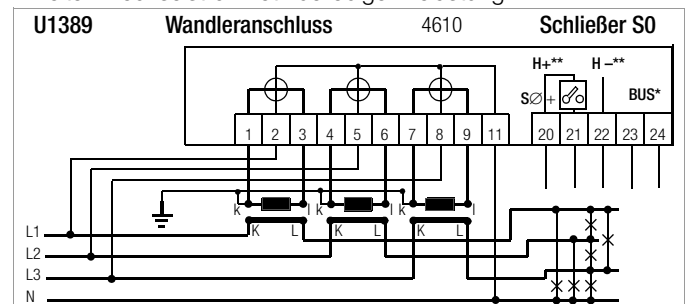 U1389 Wandleranschluss 4610 Schließer S0
H+** H –**
SØ + BUS*
1 2 3 4 5 6 7 8 9 11 20 21 22 23 24
k l k l k l
K L K L K L
L1
L2
L3
N